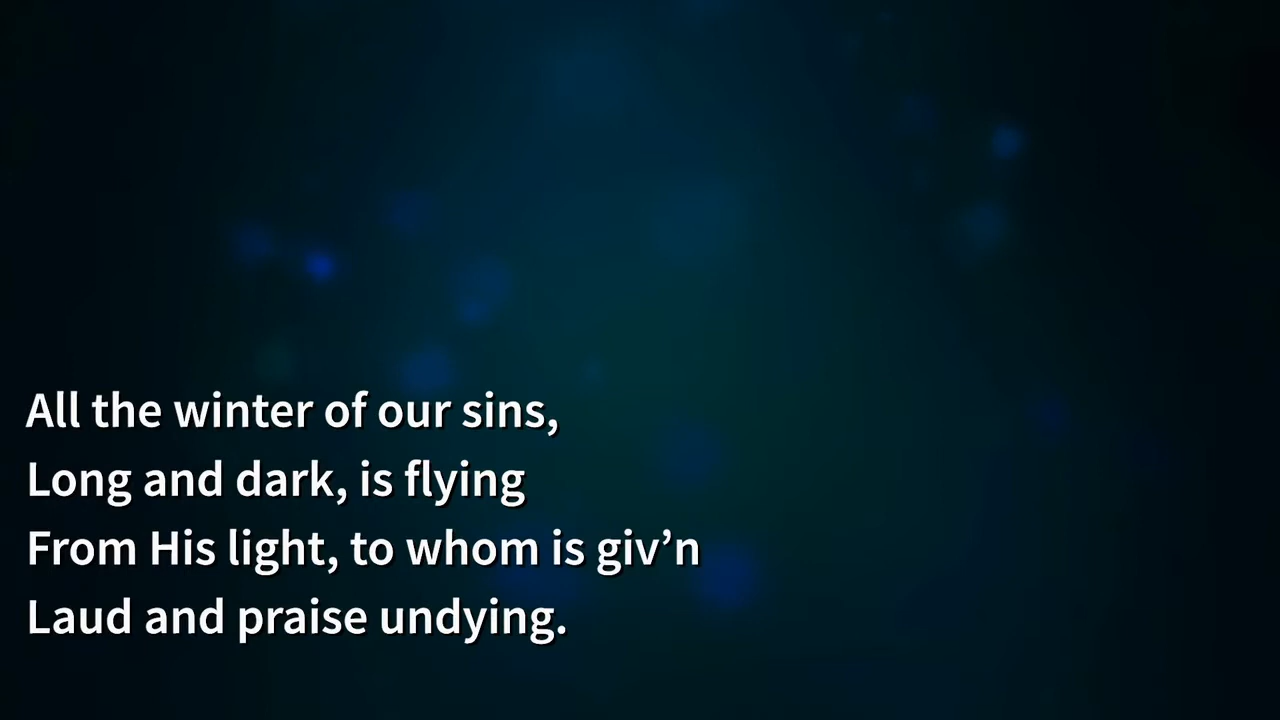 All the winter of our sins,
Long and dark, is flying
From His light, to whom is giv’n
Laud and praise undying.